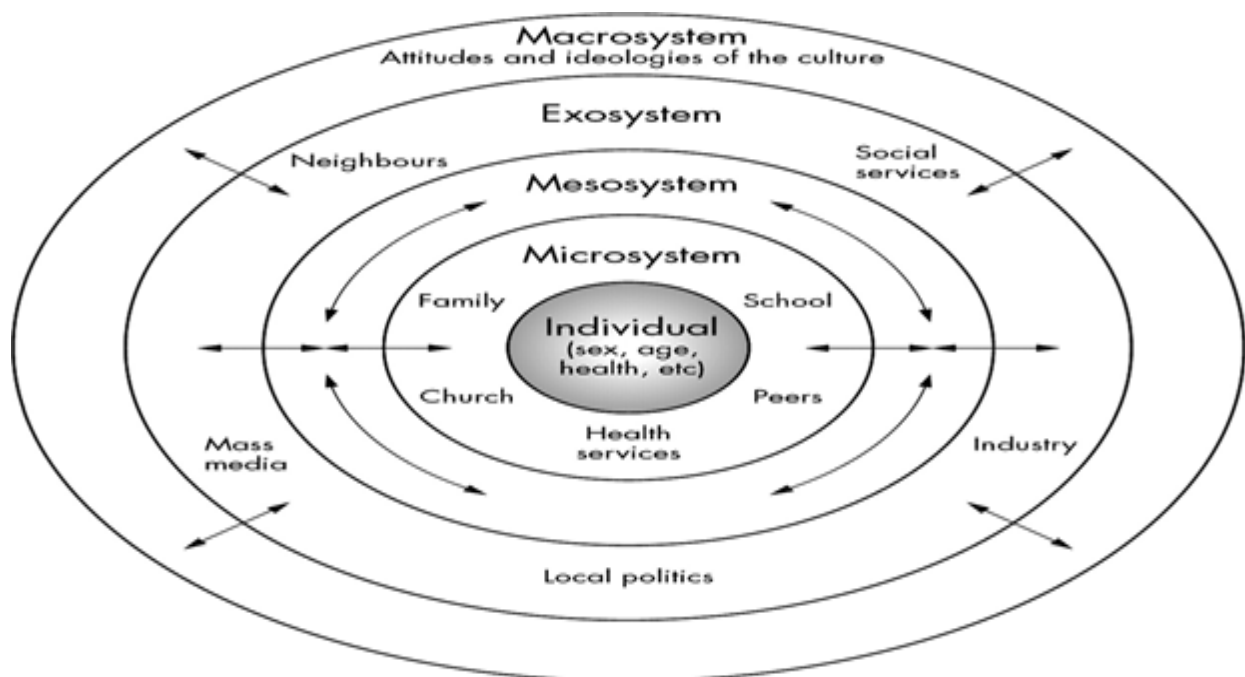 Macrosystem
Attitudes and ideologies of the culture
Exosystem
Neighbours
Social
services
Mesosystem
Microsystem
Family
School
Individual
(sex, age,
health, etc)
Church
Peers
Health
services
Mass
media
Industry
Local politics